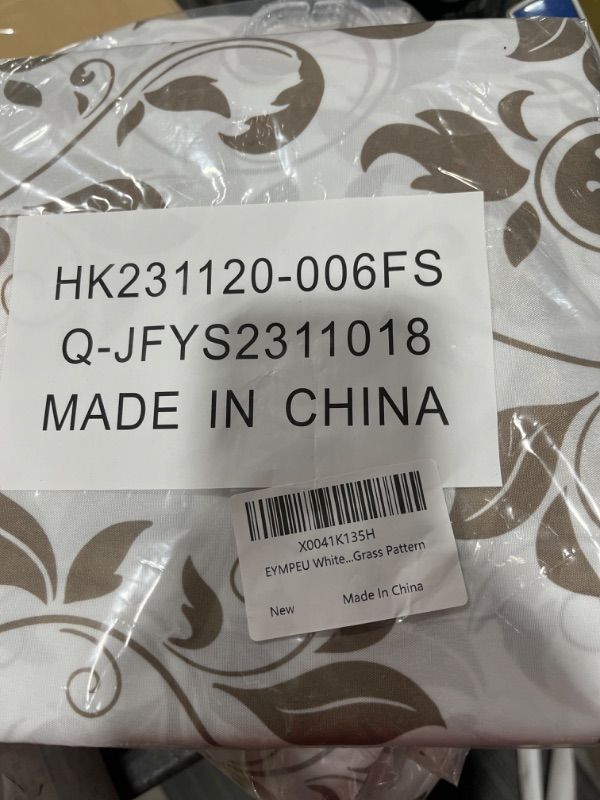 HK231120-006FS
Q-JFYS2311018
MADE IN CHINA
X0041K135H
EYMPEU White...Grass Pattern
New
Made In China